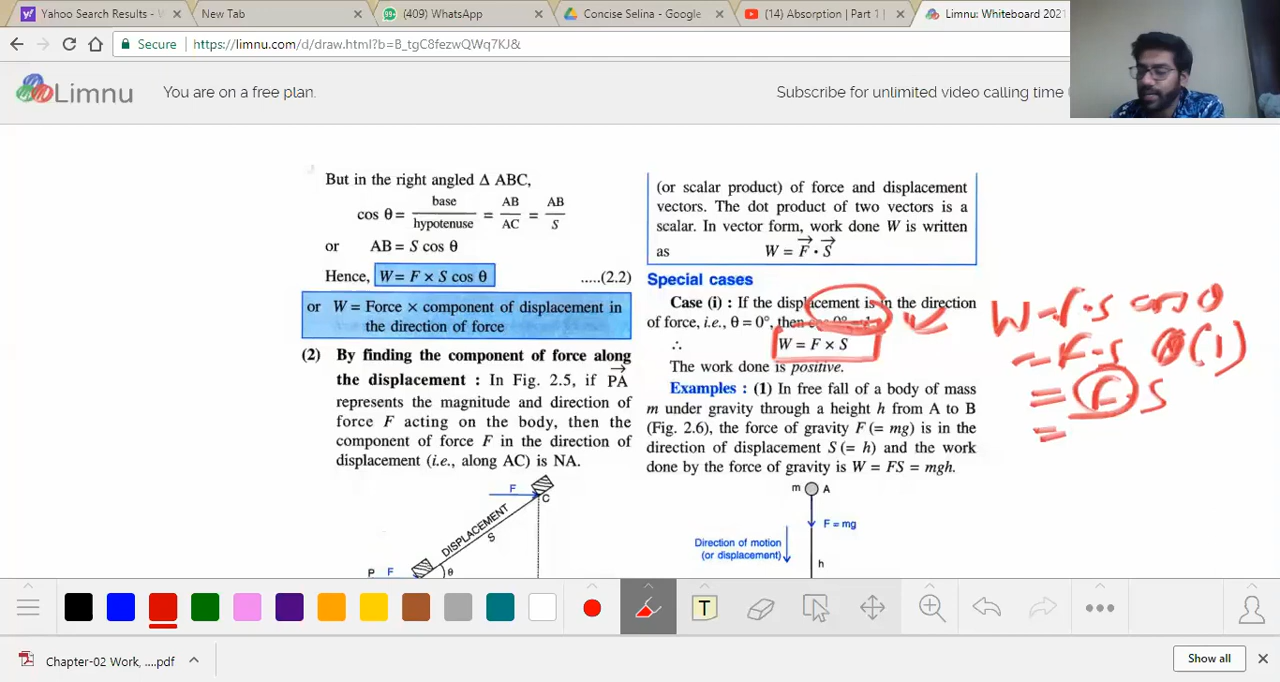 Yahoo Search Results -
New Tab
(409) WhatsApp
Concise Selina - Google
(14) Absorption | Part 1 |
Limnu: Whiteboard 2021
Secure
https://limnu.com/d/draw.html?b=B_tgC8fezwQWq7KJ&
Limnu
You are on a free plan.
Subscribe for unlimited video calling time
But in the right angled Δ ABC,
cos θ = base/hypotenuse = AB/AC = AB/S
or AB = S cos θ
Hence, W = F × S cos θ .....(2.2)
or W = Force × component of displacement in
the direction of force
(2) By finding the component of force along
the displacement : In Fig. 2.5, if P⃗A⃗
represents the magnitude and direction of
force F acting on the body, then the
component of force F in the direction of
displacement (i.e., along AC) is NA.
F
C
DISPLACEMENT
S
P F
θ
(or scalar product) of force and displacement
vectors. The dot product of two vectors is a
scalar. In vector form, work done W is written
as W = F⃗ · S⃗
Special cases
Case (i) : If the displacement is in the direction
of force, i.e., θ = 0°, then
∴ W = F × S
The work done is positive.
Examples : (1) In free fall of a body of mass
m under gravity through a height h from A to B
(Fig. 2.6), the force of gravity F (= mg) is in the
direction of displacement S (= h) and the work
done by the force of gravity is W = FS = mgh.
m A
F = mg
Direction of motion
(or displacement)
h
W = F.S cos θ
= F.S (1)
= F.S
=
T
Chapter-02 Work, ....pdf
Show all